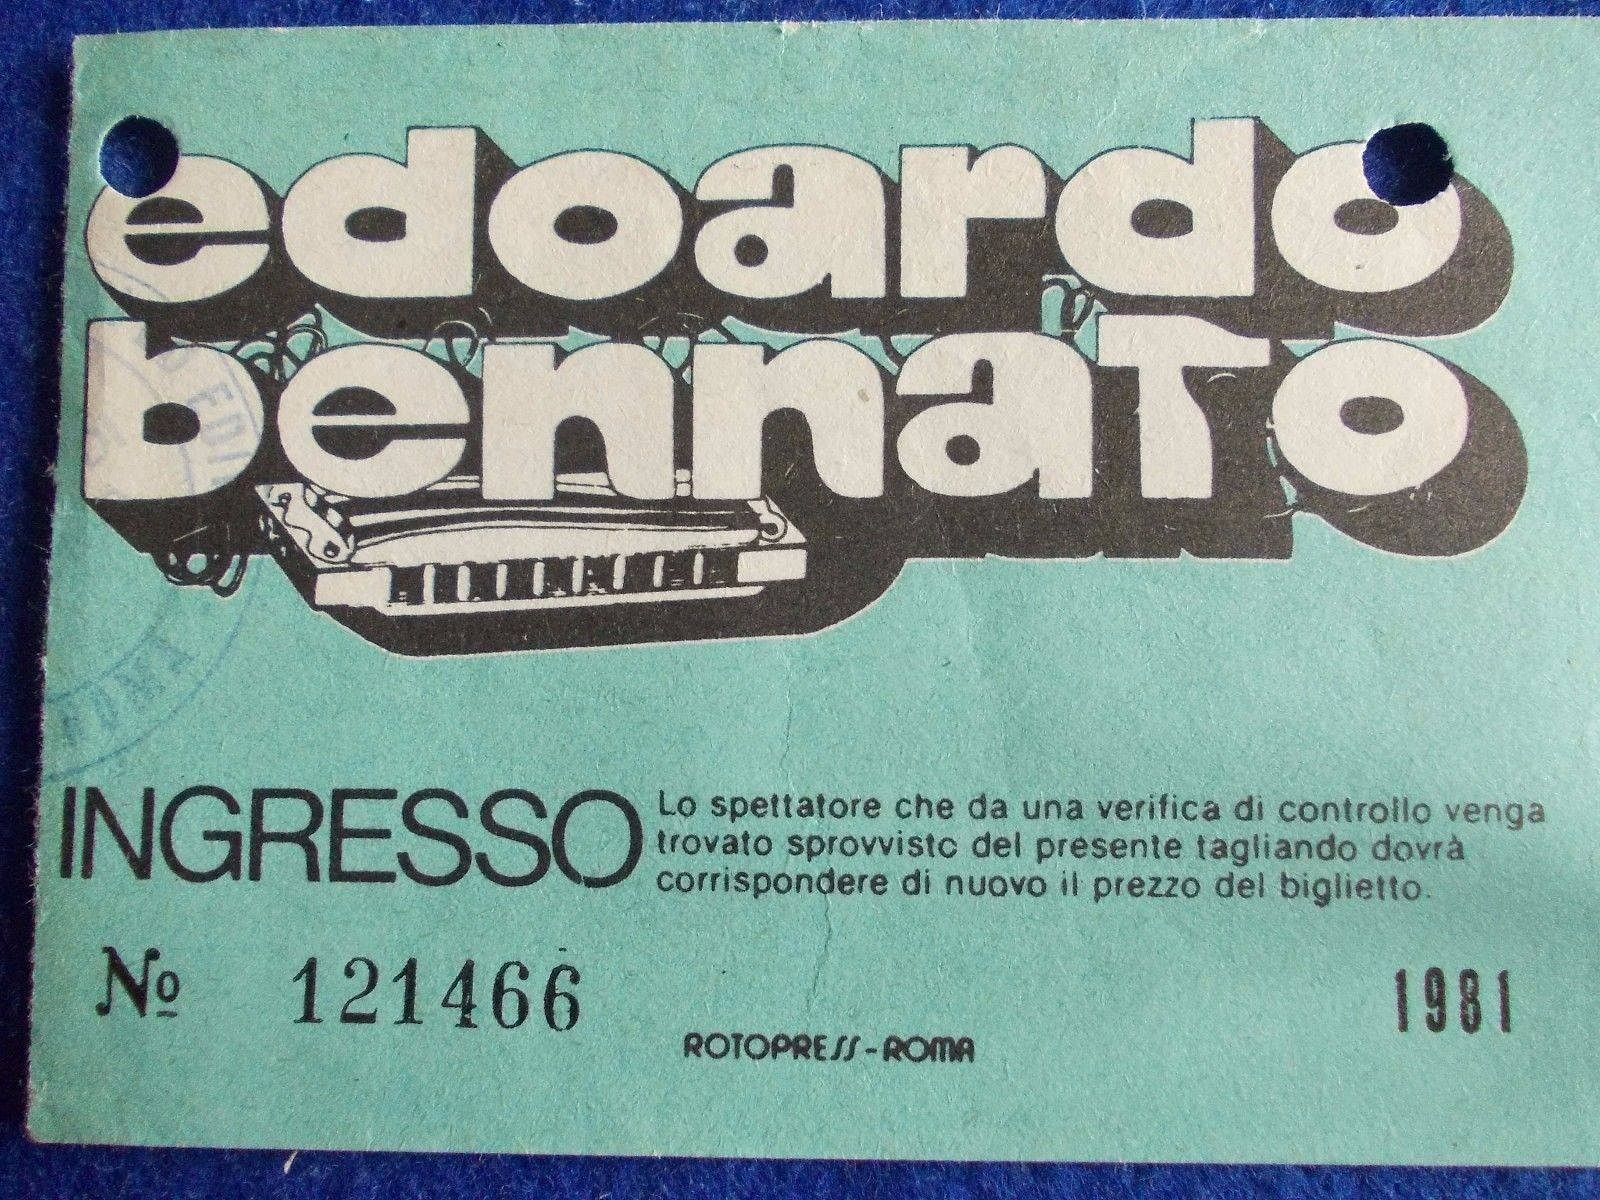 edoardo
bennaTo
INGRESSO
Lo spettatore che da una verifica di controllo venga
trovato sprovvisto del presente tagliando dovrà
corrispondere di nuovo il prezzo del biglietto.
No 121466
1981
ROTOPRESS-ROMA
ROMA